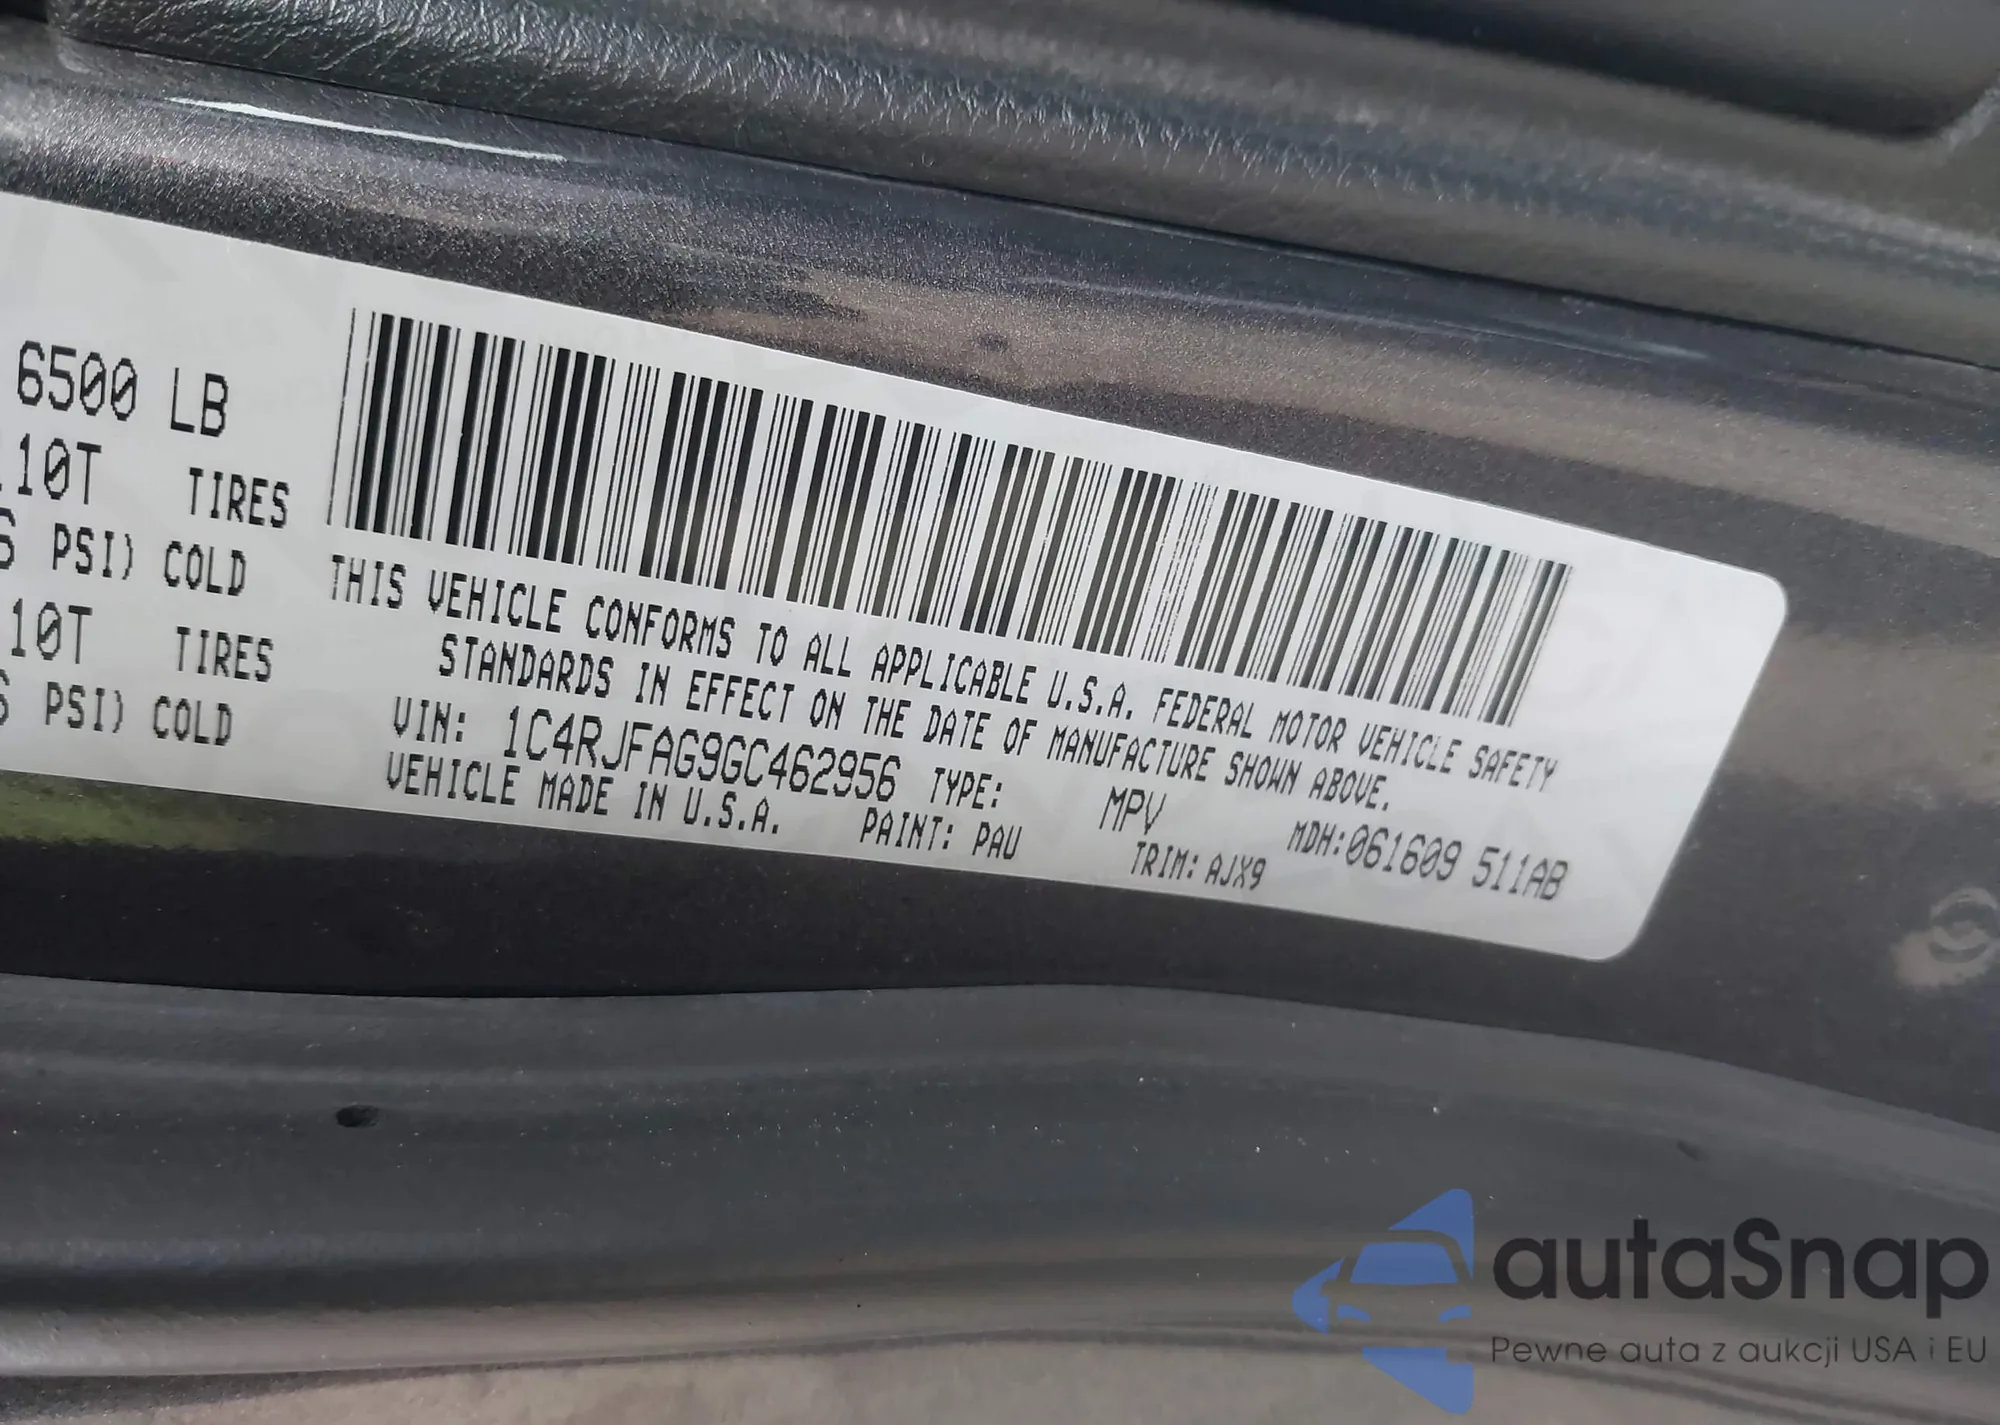 6500 LB
10T TIRES
PSI) COLD
10T TIRES
PSI) COLD
THIS VEHICLE CONFORMS TO ALL APPLICABLE U.S.A. FEDERAL MOTOR VEHICLE SAFETY
STANDARDS IN EFFECT ON THE DATE OF MANUFACTURE SHOWN ABOVE.
VIN: 1C4RJFAG9GC462956 TYPE: MPV MDH:061609 511AB
VEHICLE MADE IN U.S.A. PAINT: PAU TRIM: AJX9
autaSnap
Pewne auta z aukcji USA i EU